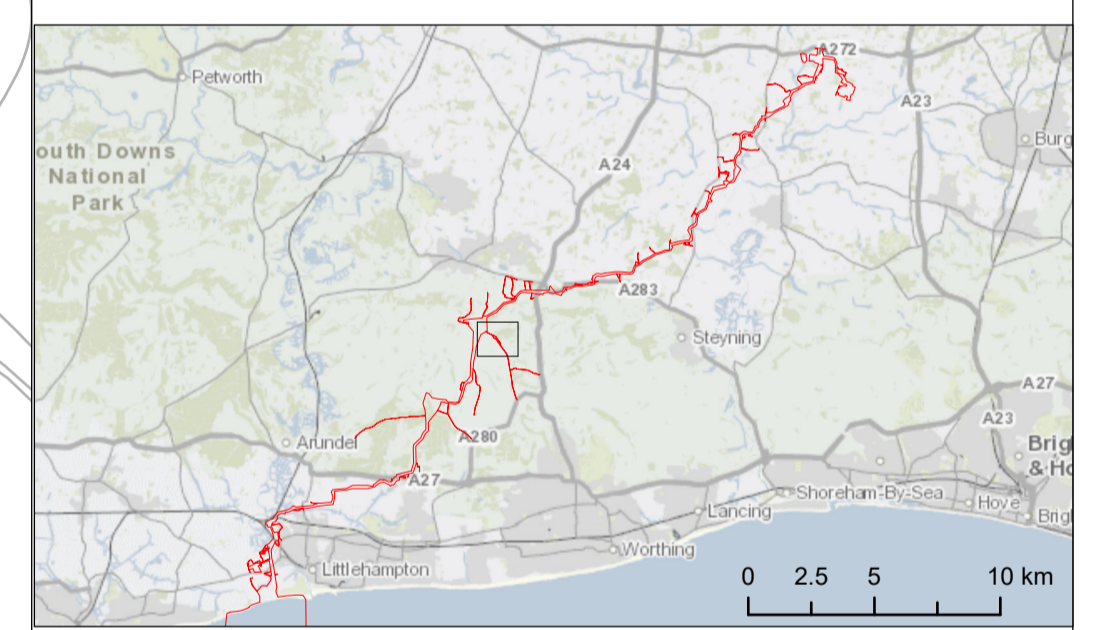 A272
Petworth
A23
Burg
outh Downs
National
Park
A24
A283
Steyning
A27
A23
Arundel
A280
Brig
& Ho
A27
Shoreham-By-Sea
Hove
Lancing
Brigl
Worthing
Littlehampton
0 2.5 5 10 km